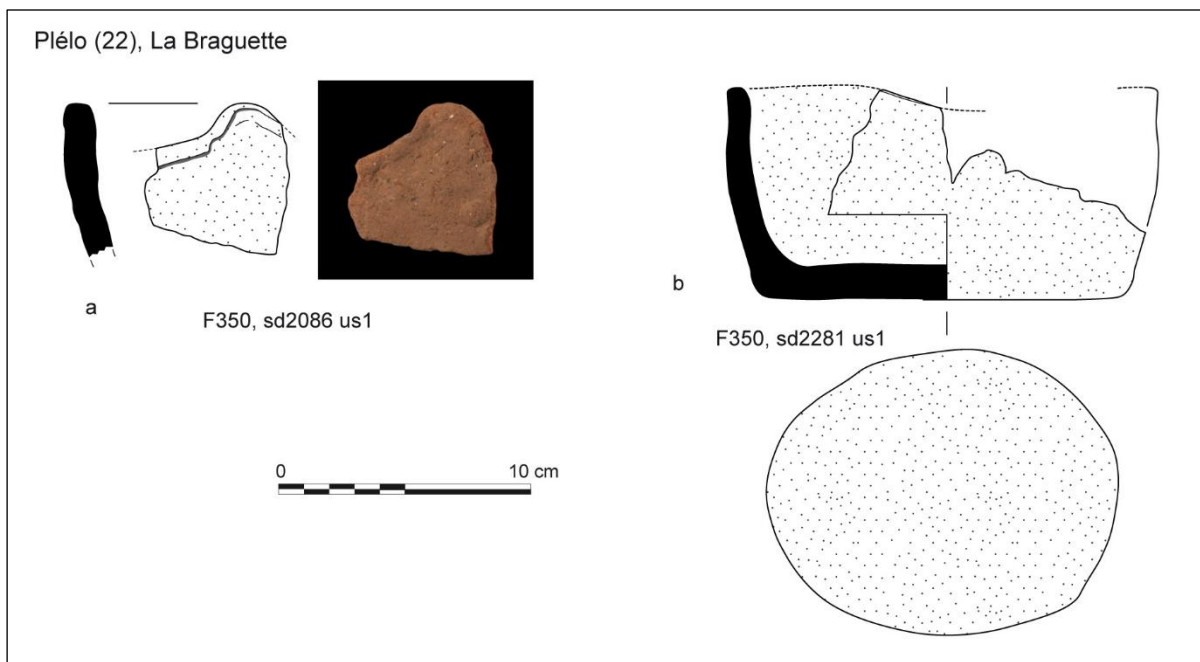 Plélo (22), La Braguette
a
F350, sd2086 us1
b
F350, sd2281 us1
0 10 cm